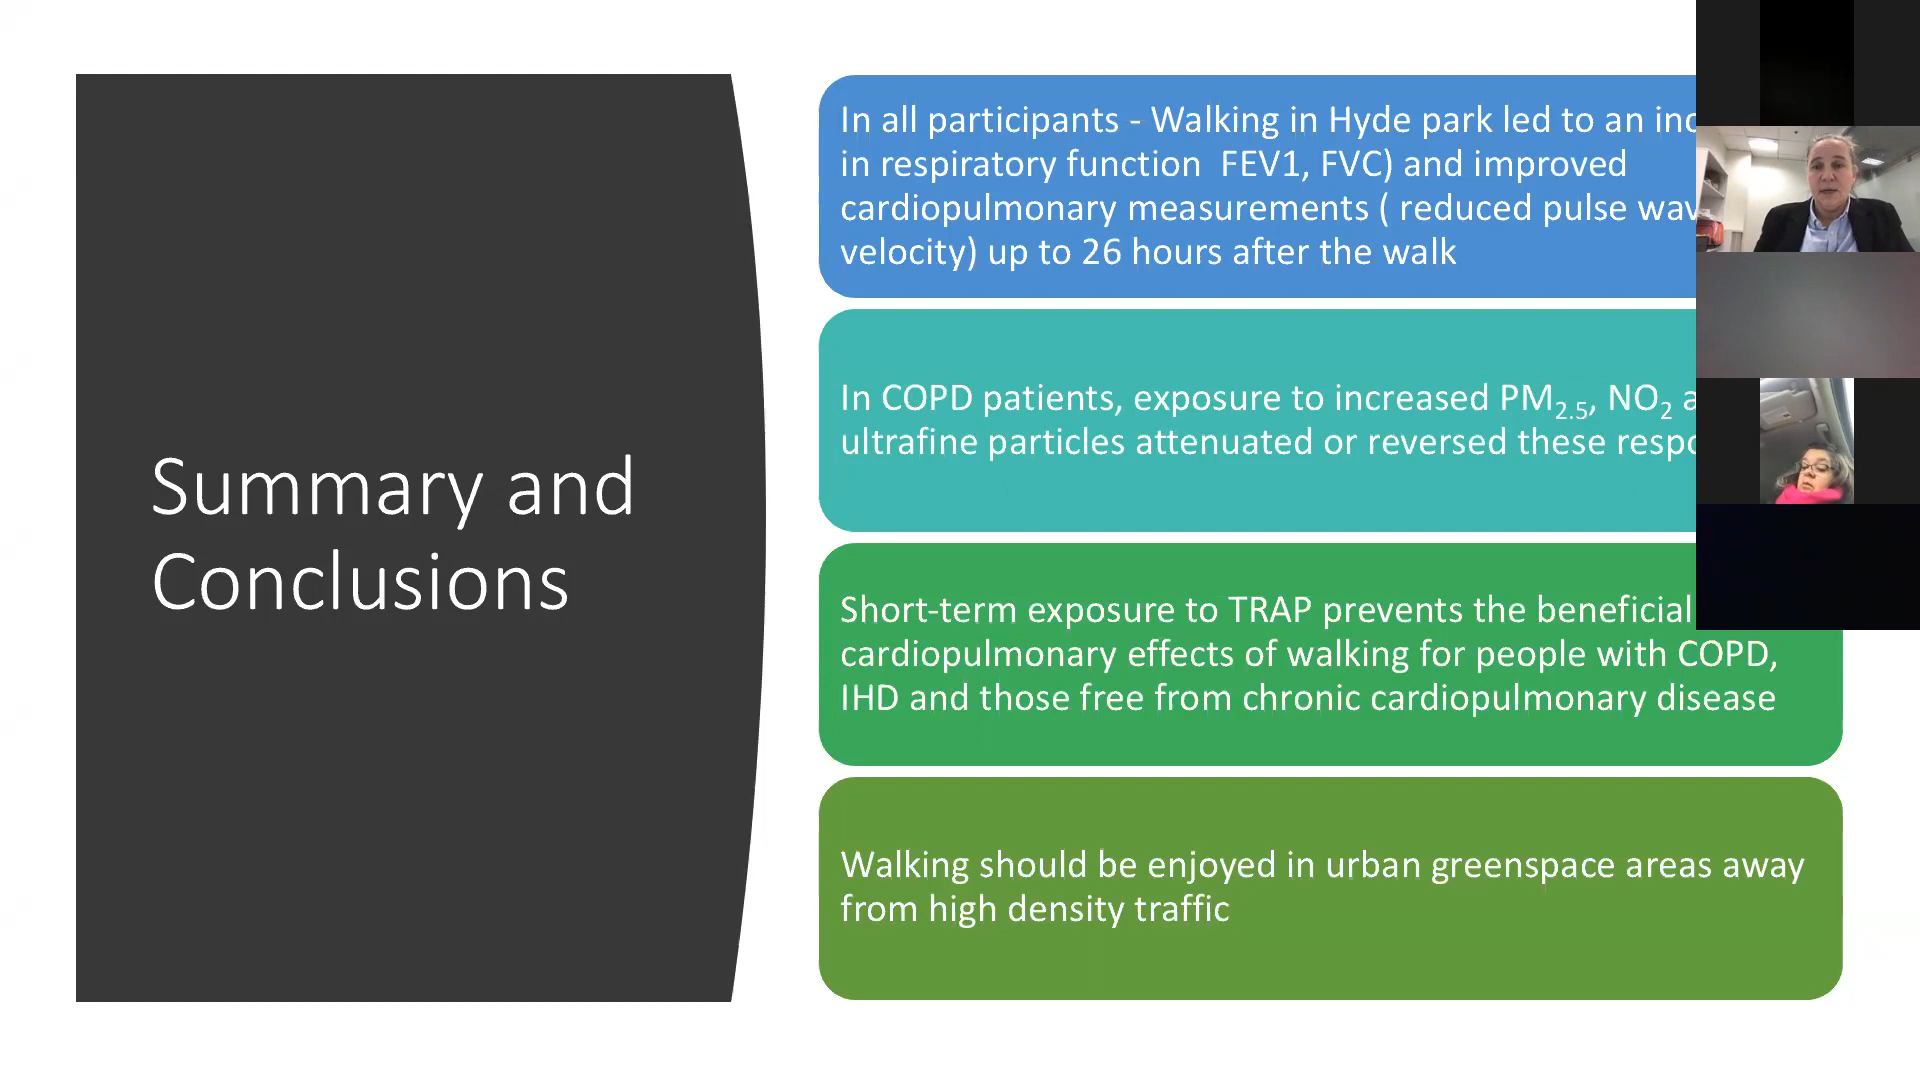 Summary and
Conclusions
In all participants - Walking in Hyde park led to an
in respiratory function  FEV1, FVC) and improved
cardiopulmonary measurements ( reduced pulse
velocity) up to 26 hours after the walk
In COPD patients, exposure to increased PM2.5, NO2
ultrafine particles attenuated or reversed these
Short-term exposure to TRAP prevents the beneficial
cardiopulmonary effects of walking for people with COPD,
IHD and those free from chronic cardiopulmonary disease
Walking should be enjoyed in urban greenspace areas away
from high density traffic